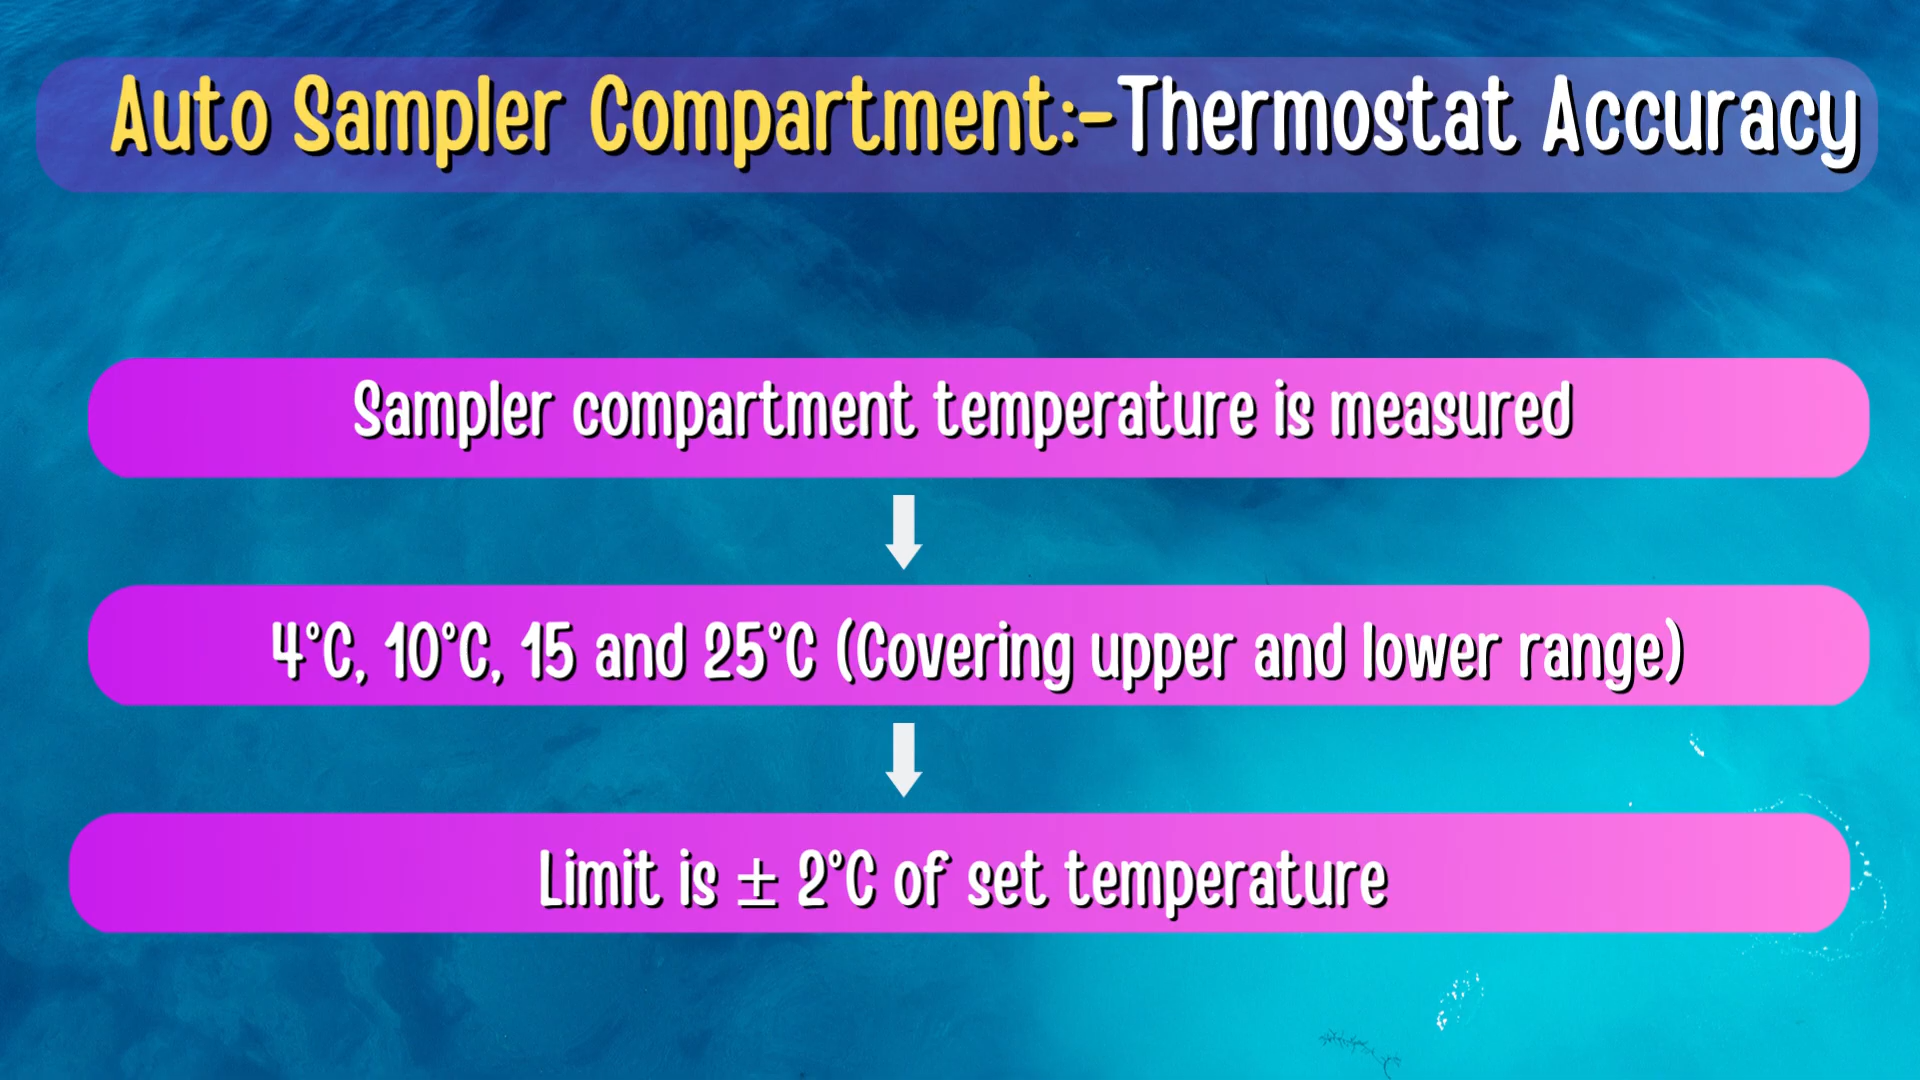 Auto Sampler Compartment:-Thermostat Accuracy
Sampler compartment temperature is measured
4°C, 10°C, 15 and 25°C (Covering upper and lower range)
Limit is ± 2°C of set temperature